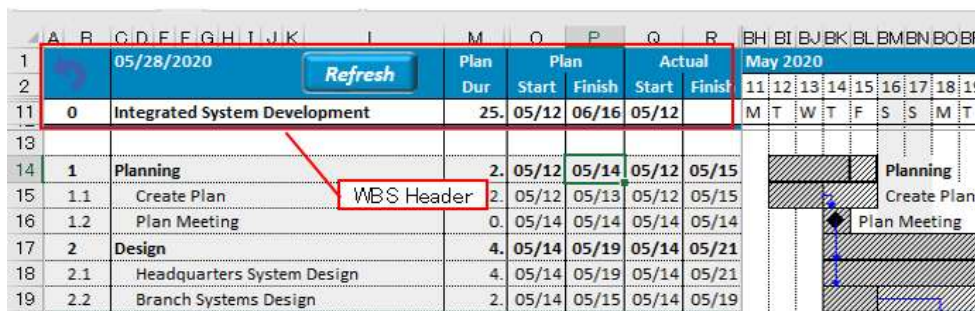 A B C D E F G H I J K L M O P Q R BH BI BJ BK BL BM BN BO BP
1 05/28/2020 Refresh Plan Plan Actual May 2020
2 Dur Start Finish Start Finish 11 12 13 14 15 16 17 18 19
11 0 Integrated System Development 25. 05/12 06/16 05/12 M T W T F S S M T
13
14 1 Planning 2. 05/12 05/14 05/12 05/15 Planning
15 1.1 Create Plan 2. 05/12 05/13 05/12 05/15 Create Plan
WBS Header
16 1.2 Plan Meeting 0. 05/14 05/14 05/14 05/14 Plan Meeting
17 2 Design 4. 05/14 05/19 05/14 05/21
18 2.1 Headquarters System Design 4. 05/14 05/19 05/14 05/21
19 2.2 Branch Systems Design 2. 05/14 05/15 05/14 05/19